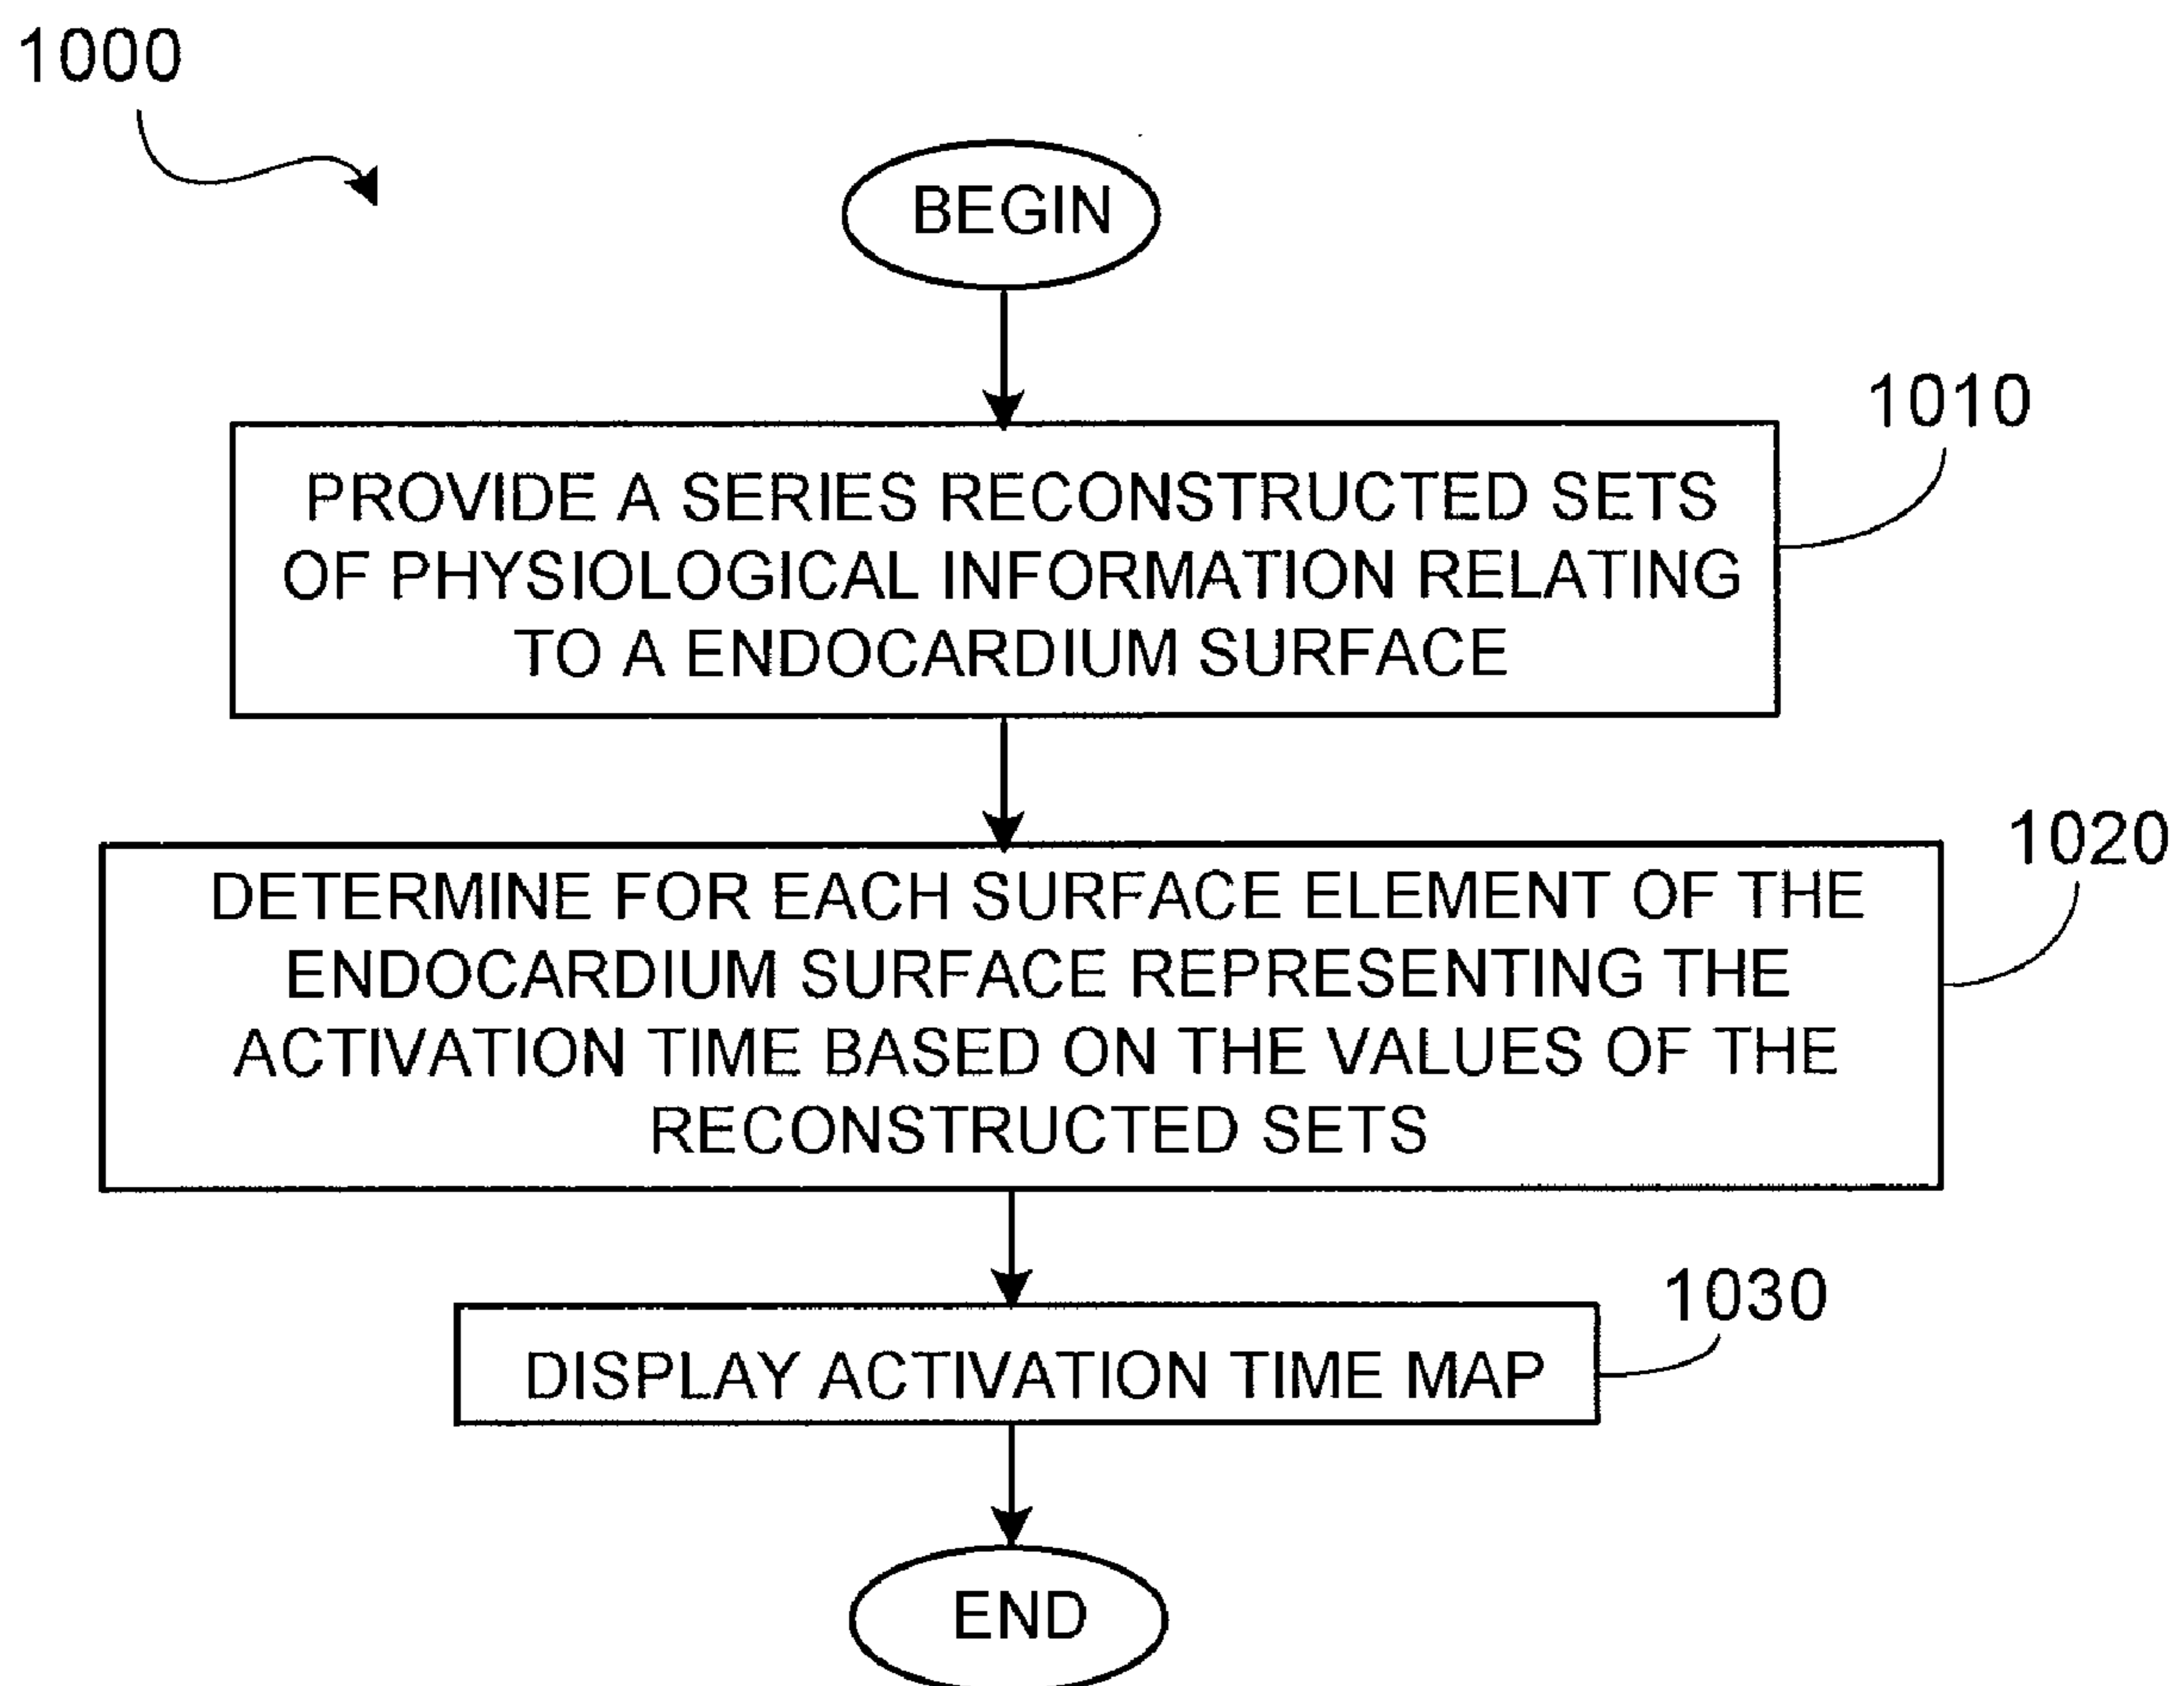 1000
BEGIN
1010
PROVIDE A SERIES RECONSTRUCTED SETS
OF PHYSIOLOGICAL INFORMATION RELATING
TO A ENDOCARDIUM SURFACE
1020
DETERMINE FOR EACH SURFACE ELEMENT OF THE
ENDOCARDIUM SURFACE REPRESENTING THE
ACTIVATION TIME BASED ON THE VALUES OF THE
RECONSTRUCTED SETS
1030
DISPLAY ACTIVATION TIME MAP
END